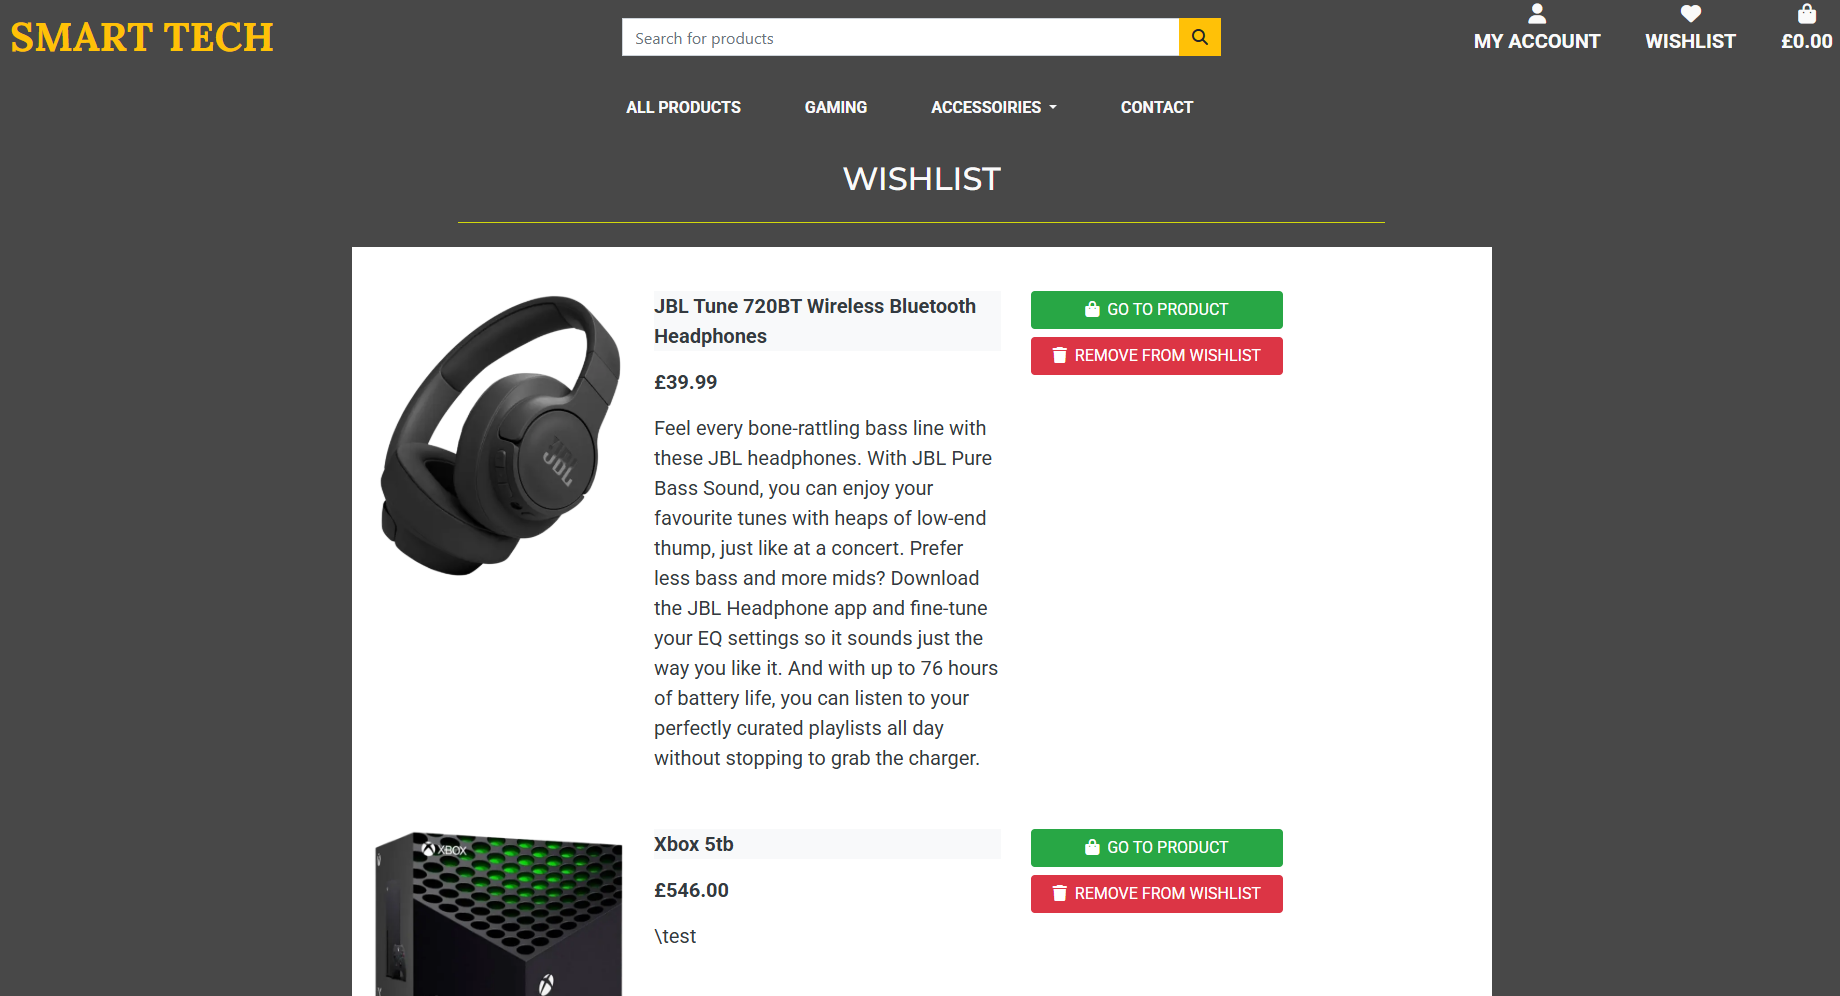 SMART TECH
Search for products
MY ACCOUNT
WISHLIST
£0.00
ALL PRODUCTS
GAMING
ACCESSOIRIES
CONTACT
WISHLIST
JBL Tune 720BT Wireless Bluetooth
Headphones
£39.99
Feel every bone-rattling bass line with
these JBL headphones. With JBL Pure
Bass Sound, you can enjoy your
favourite tunes with heaps of low-end
thump, just like at a concert. Prefer
less bass and more mids? Download
the JBL Headphone app and fine-tune
your EQ settings so it sounds just the
way you like it. And with up to 76 hours
of battery life, you can listen to your
perfectly curated playlists all day
without stopping to grab the charger.
GO TO PRODUCT
REMOVE FROM WISHLIST
JBL
XBOX
Xbox 5tb
£546.00
\test
GO TO PRODUCT
REMOVE FROM WISHLIST